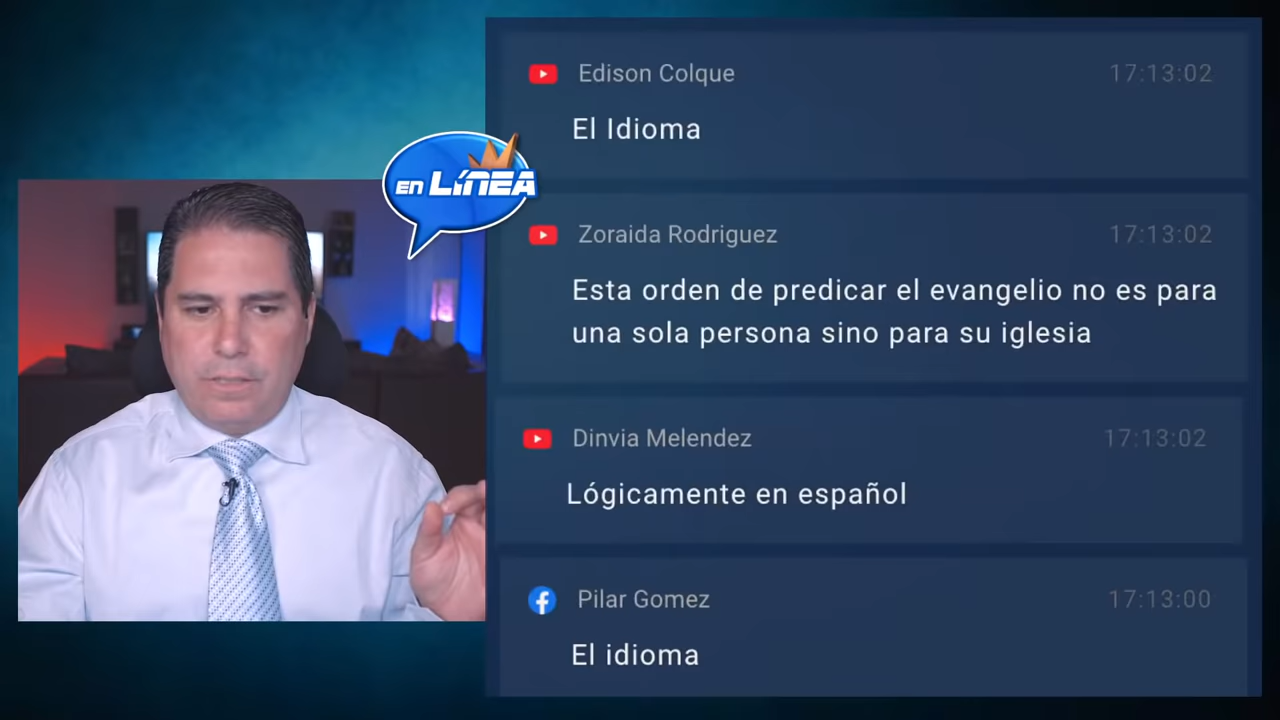 EN LÍNEA
Edison Colque 17:13:02
El Idioma
Zoraida Rodriguez 17:13:02
Esta orden de predicar el evangelio no es para
una sola persona sino para su iglesia
Dinvia Melendez 17:13:02
Lógicamente en español
Pilar Gomez 17:13:00
El idioma